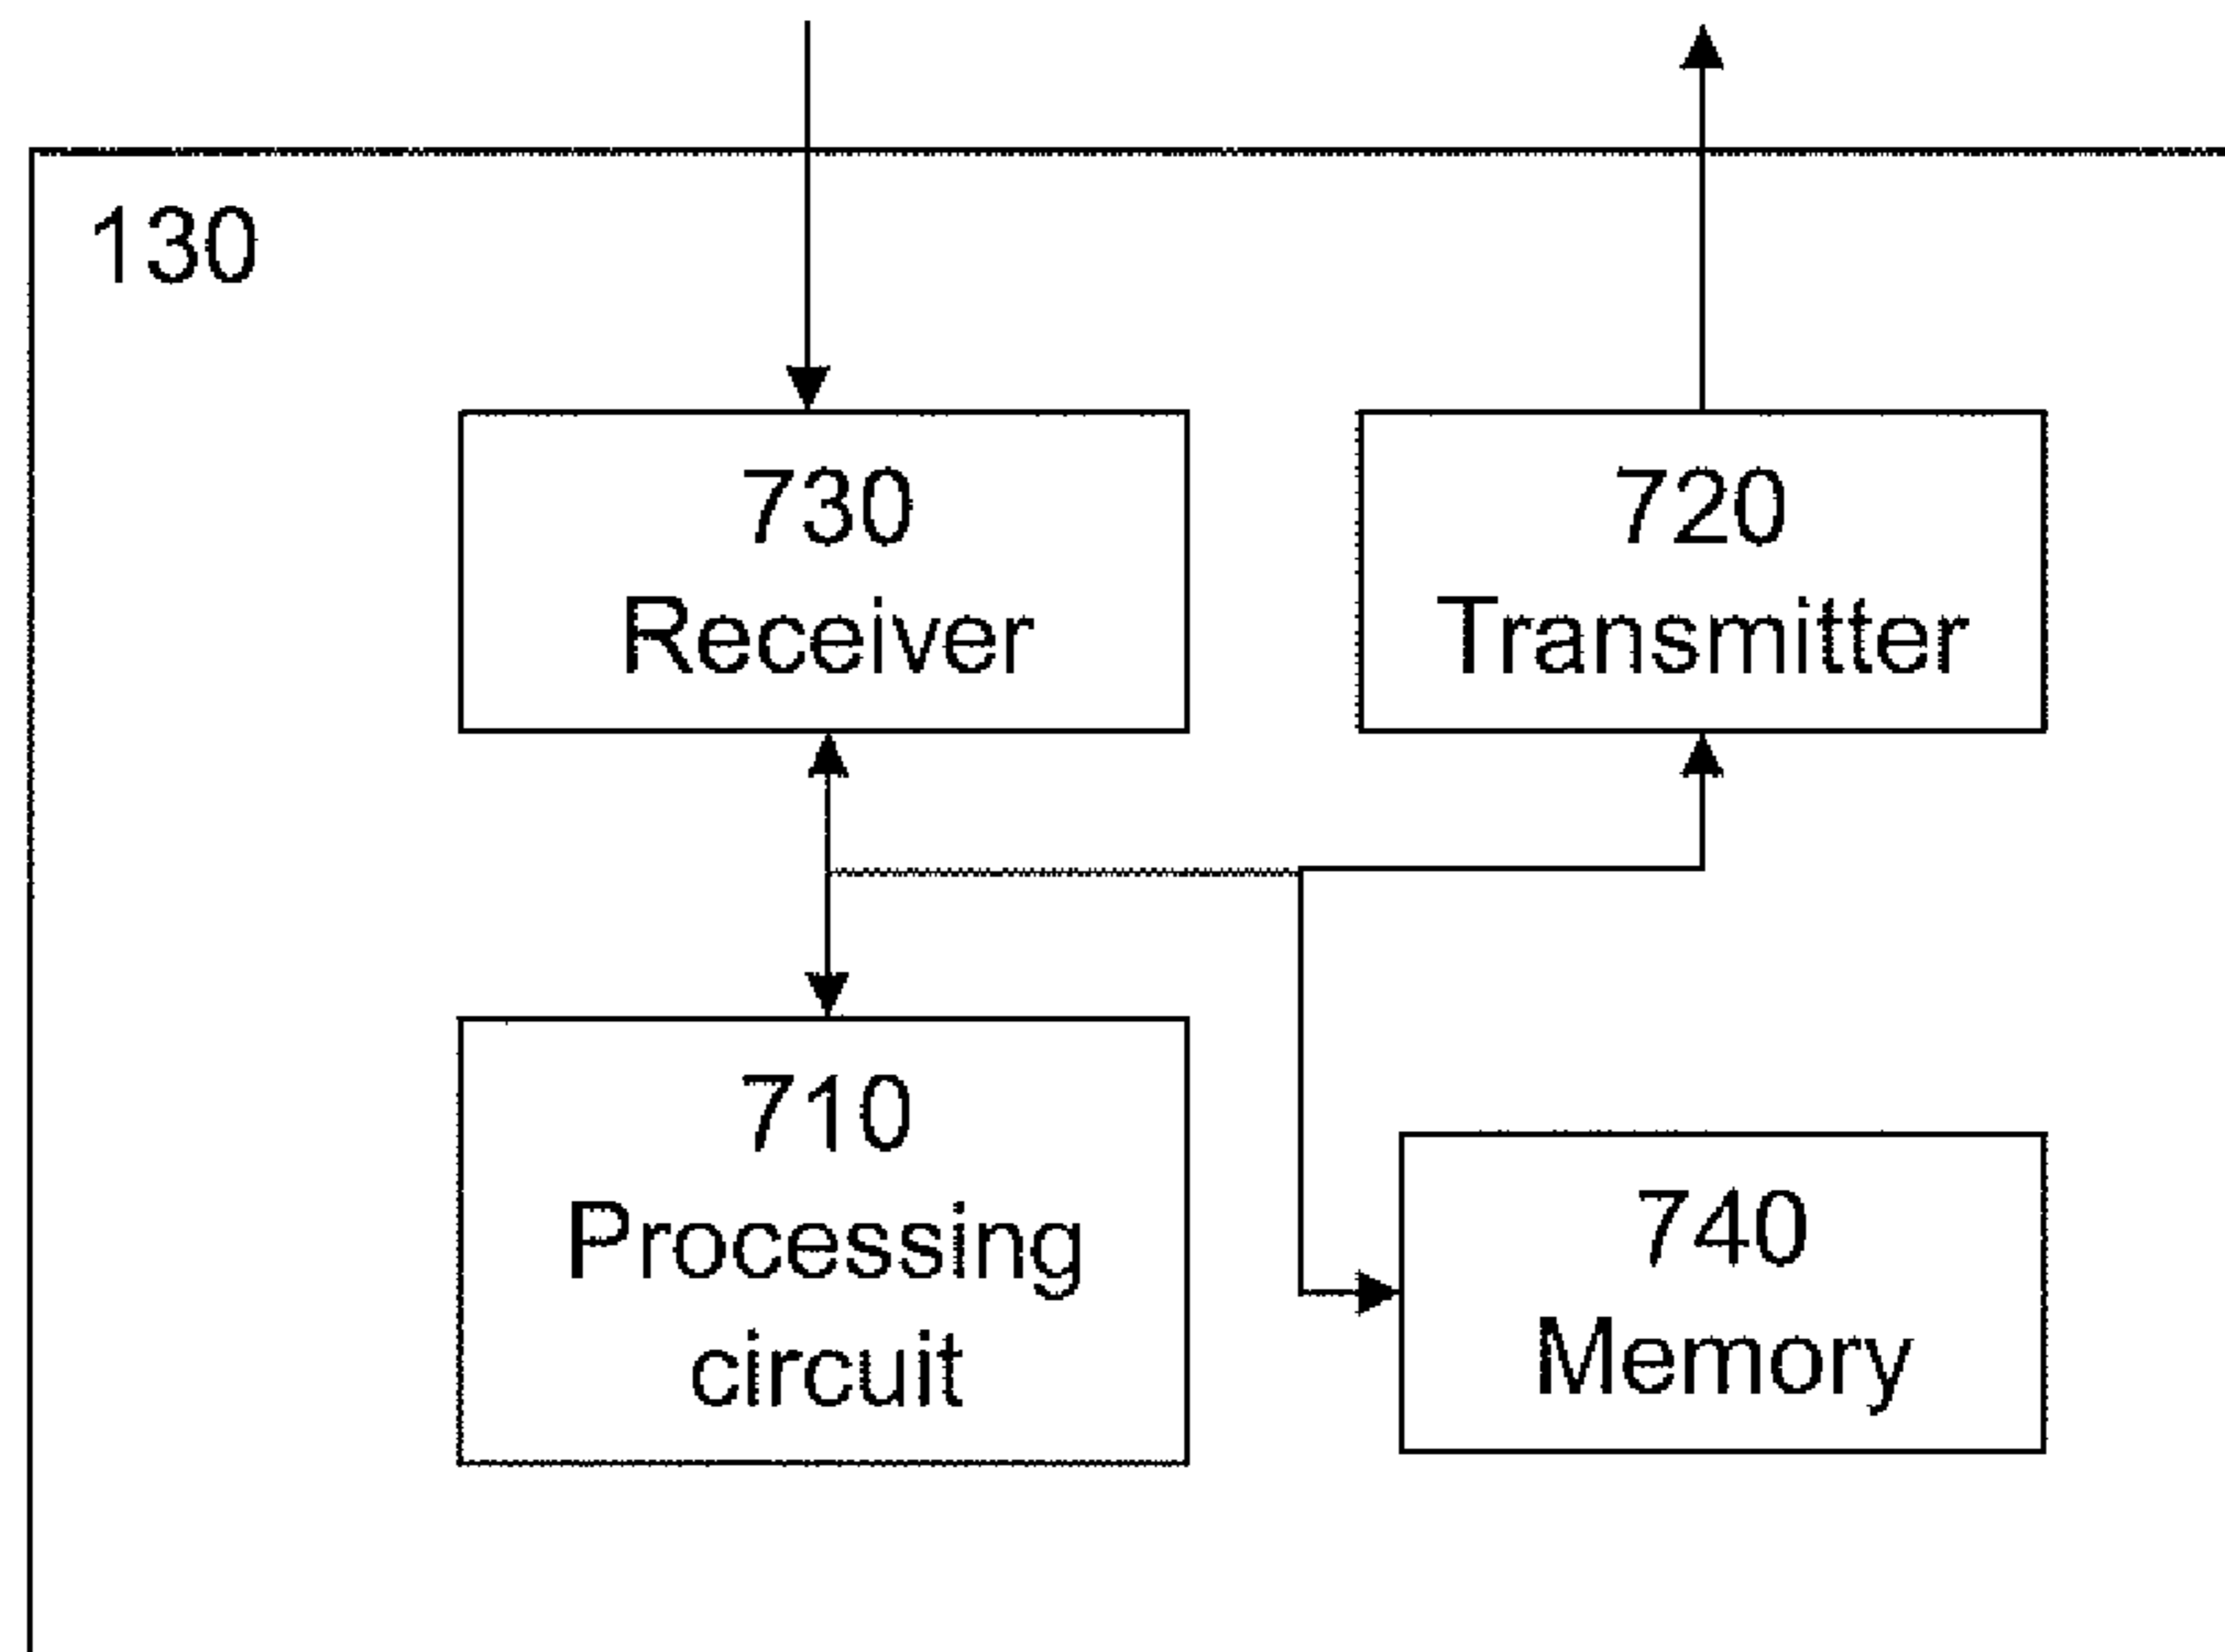 130
730
Receiver
720
Transmitter
710
Processing
circuit
740
Memory